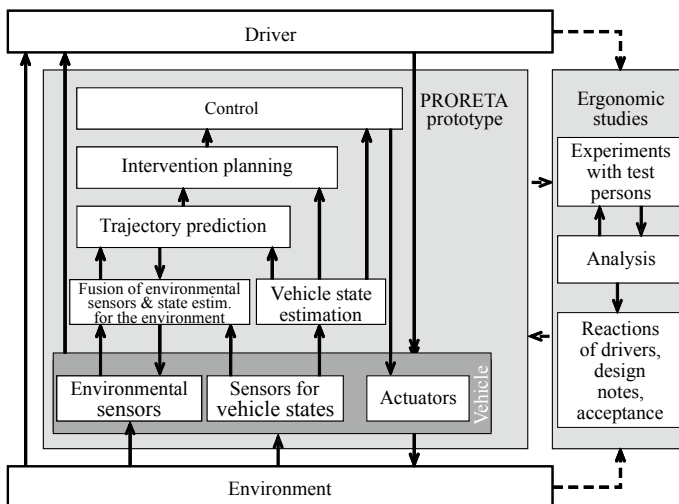 Driver
PRORETA
prototype
Control
Intervention planning
Trajectory prediction
Fusion of environmental
sensors & state estim.
for the environment
Vehicle state
estimation
Environmental
sensors
Sensors for
vehicle states
Actuators
Vehicle
Environment
Ergonomic
studies
Experiments
with test
persons
Analysis
Reactions
of drivers,
design
notes,
acceptance